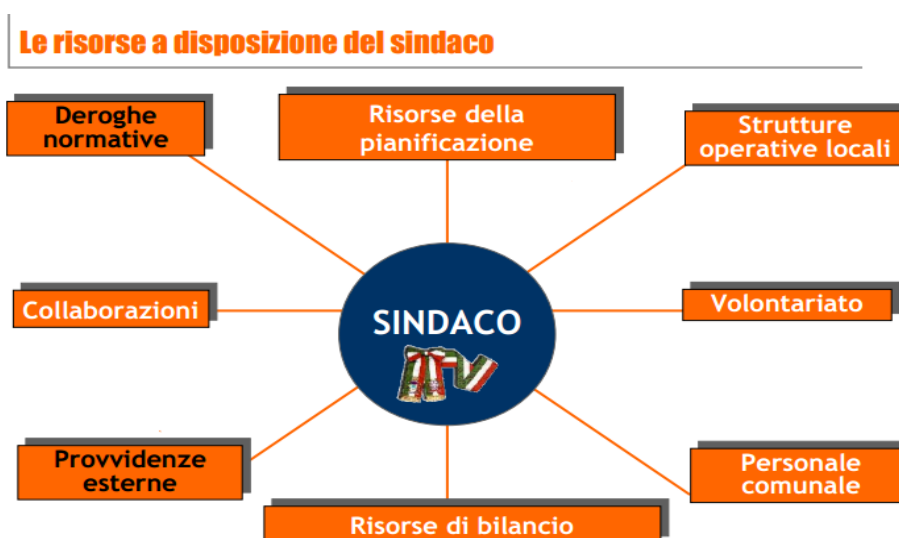 Le risorse a disposizione del sindaco
Deroghe
normative
Risorse della
pianificazione
Strutture
operative locali
Collaborazioni
SINDACO
Volontariato
Provvidenze
esterne
Personale
comunale
Risorse di bilancio